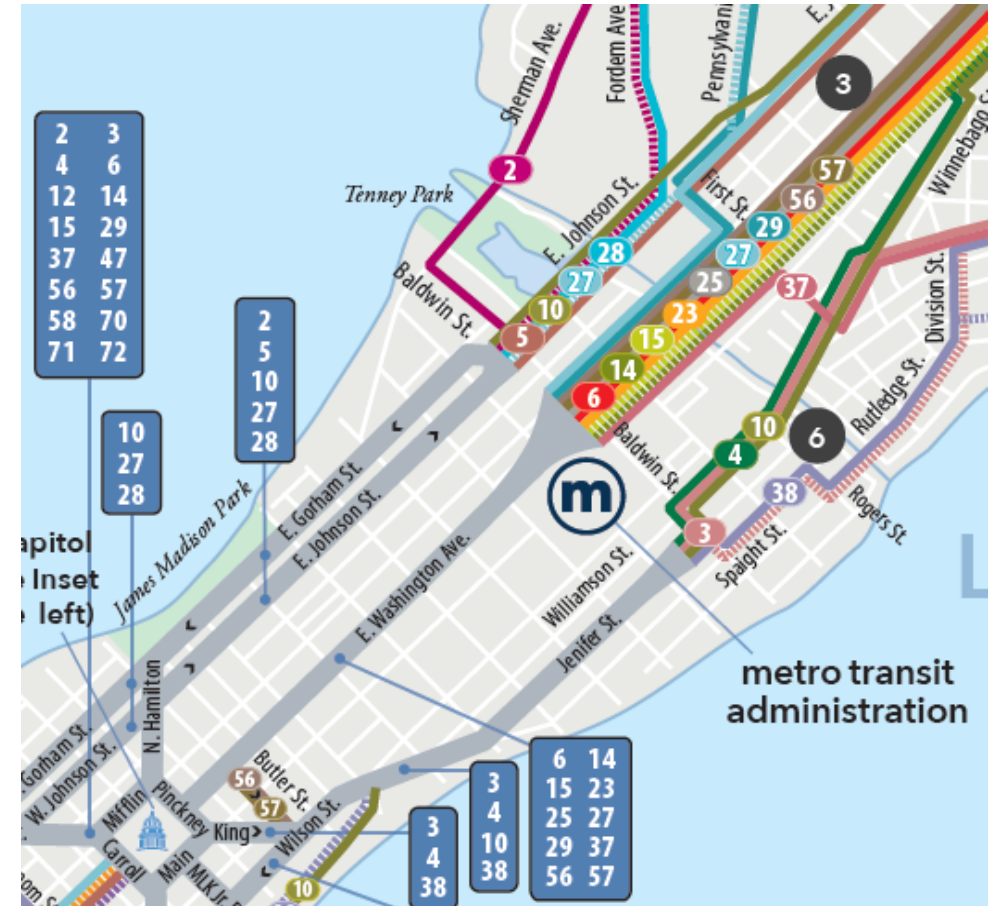 Sherman Ave.
Fordem Ave
Pennsylvani
E. J
3
2 3
4 6
12 14
15 29
37 47
56 57
58 70
71 72
2
Tenney Park
E. Johnson St.
First St.
57
56
29
27
25
23
15
14
6
Winnebago S
28
27
10
5
Baldwin St.
37
Division St.
2
5
10
27
28
10
27
28
Baldwin St.
10
4
6
Rutledge St.
38
Rogers St.
3
Spaight St.
m
E. Gorham St.
E. Johnson St.
James Madison Park
E. Washington Ave.
Williamson St.
Jenifer St.
L
apitol
e Inset
e left)
metro transit
administration
N. Hamilton
Gorham St.
W. Johnson St.
Mifflin
Pinckney
56
57
Butler St.
King
Wilson St.
Carroll
Main
MLK Jr.
10
3
4
38
3
4
10
38
6 14
15 23
25 27
29 37
56 57
om St